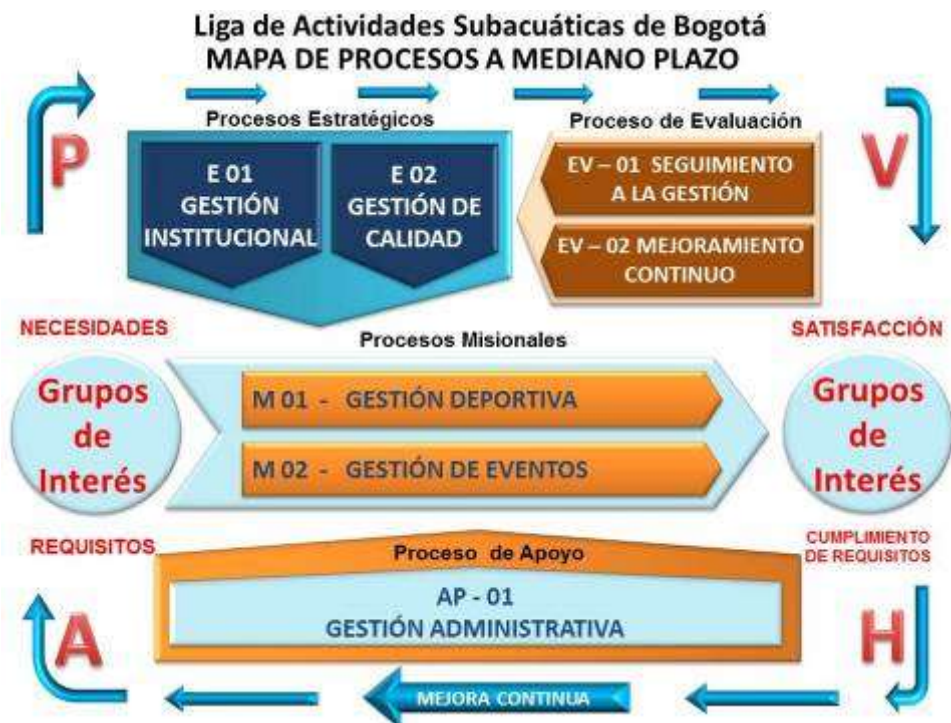 Liga de Actividades Subacuáticas de Bogotá
MAPA DE PROCESOS A MEDIANO PLAZO
P
Procesos Estratégicos
E 01
GESTIÓN
INSTITUCIONAL
E 02
GESTIÓN DE
CALIDAD
Proceso de Evaluación
EV – 01 SEGUIMIENTO
A LA GESTIÓN
EV – 02 MEJORAMIENTO
CONTINUO
V
NECESIDADES
Grupos
de
Interés
REQUISITOS
Procesos Misionales
M 01 - GESTIÓN DEPORTIVA
M 02 - GESTIÓN DE EVENTOS
SATISFACCIÓN
Grupos
de
Interés
CUMPLIMIENTO
DE REQUISITOS
Proceso de Apoyo
AP - 01
GESTIÓN ADMINISTRATIVA
A
H
MEJORA CONTINUA